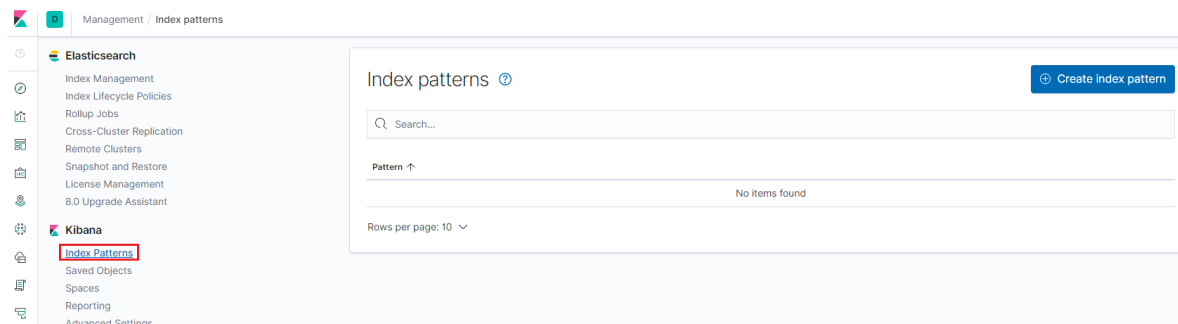 D Management / Index patterns
Elasticsearch
Index Management
Index Lifecycle Policies
Rollup Jobs
Cross-Cluster Replication
Remote Clusters
Snapshot and Restore
License Management
8.0 Upgrade Assistant
Kibana
Index Patterns
Saved Objects
Spaces
Reporting
Advanced Settings
Index patterns
Create index pattern
Search...
Pattern ↑
No items found
Rows per page: 10